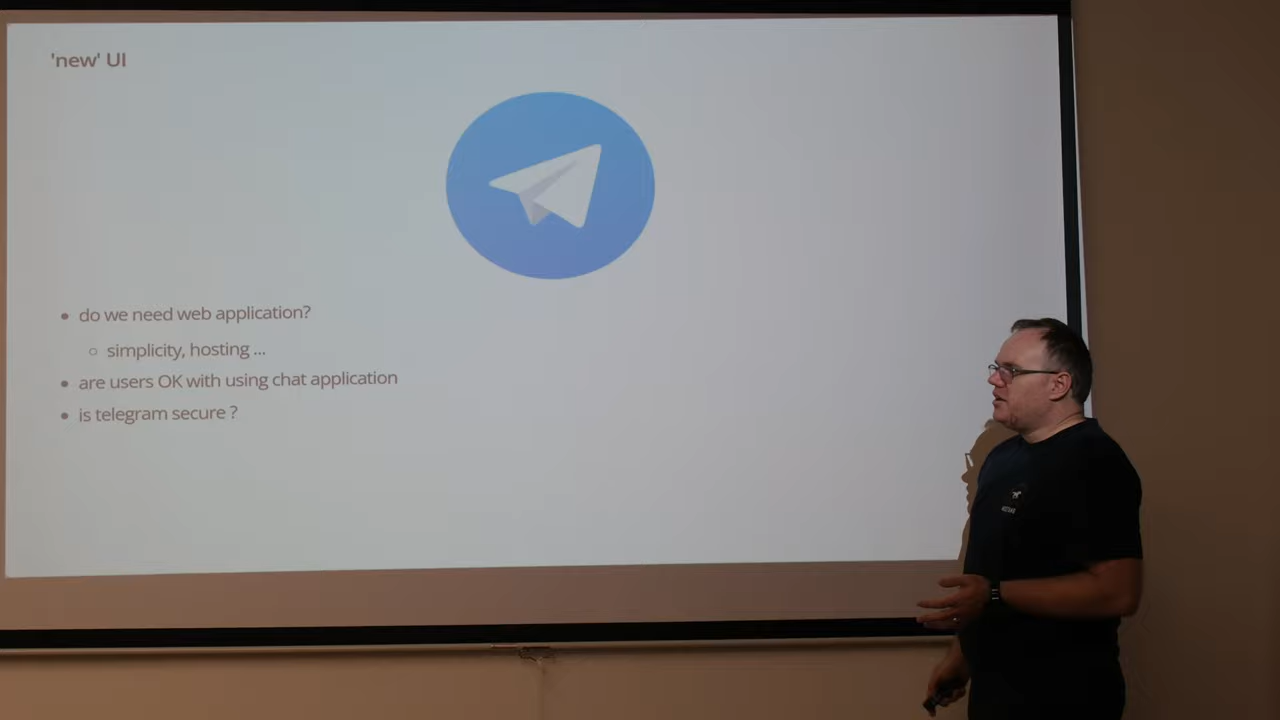 'new' UI
do we need web application?
simplicity, hosting ...
are users OK with using chat application
is telegram secure ?